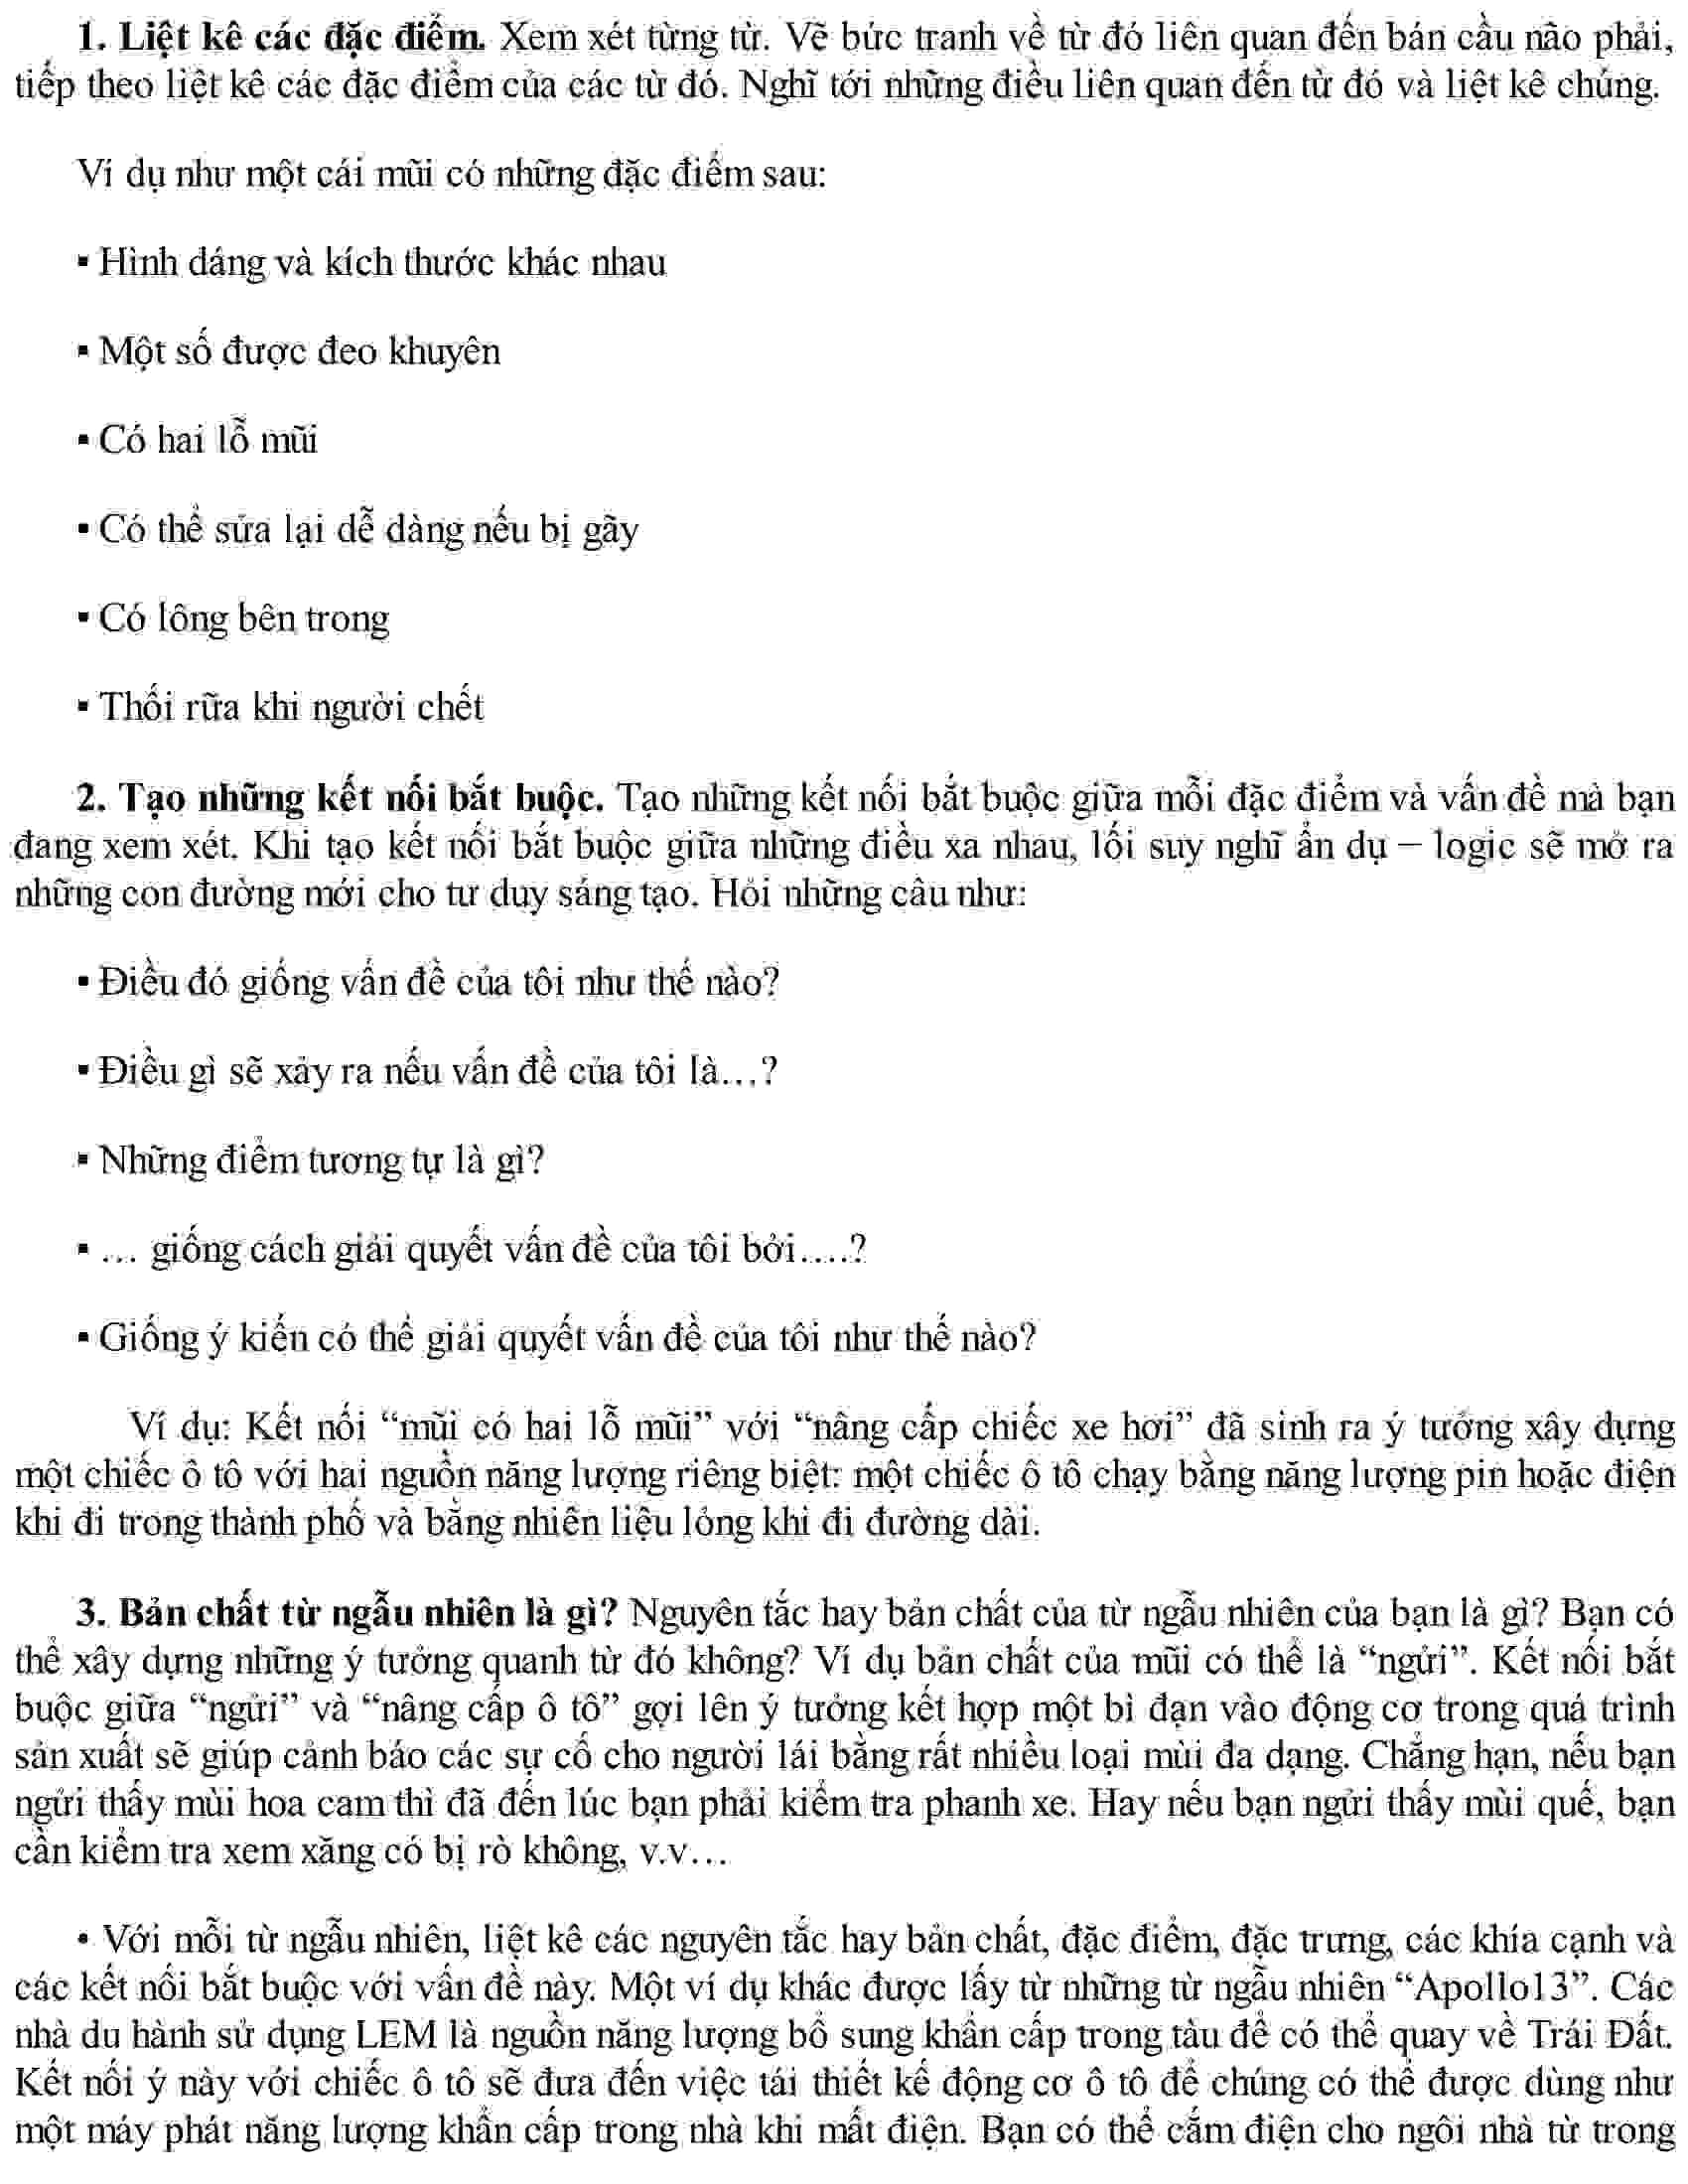 1. Liệt kê các đặc điểm. Xem xét từng từ. Vẽ bức tranh về từ đó liên quan đến bán cầu não phải,
tiếp theo liệt kê các đặc điểm của các từ đó. Nghĩ tới những điều liên quan đến từ đó và liệt kê chúng.
Ví dụ như một cái mũi có những đặc điểm sau:
▪ Hình dáng và kích thước khác nhau
▪ Một số được đeo khuyên
▪ Có hai lỗ mũi
▪ Có thể sửa lại dễ dàng nếu bị gãy
▪ Có lông bên trong
▪ Thối rữa khi người chết
2. Tạo những kết nối bắt buộc. Tạo những kết nối bắt buộc giữa mỗi đặc điểm và vấn đề mà bạn
đang xem xét. Khi tạo kết nối bắt buộc giữa những điều xa nhau, lối suy nghĩ ẩn dụ – logic sẽ mở ra
những con đường mới cho tư duy sáng tạo. Hỏi những câu như:
▪ Điều đó giống vấn đề của tôi như thế nào?
▪ Điều gì sẽ xảy ra nếu vấn đề của tôi là…?
▪ Những điểm tương tự là gì?
▪ … giống cách giải quyết vấn đề của tôi bởi….?
▪ Giống ý kiến có thể giải quyết vấn đề của tôi như thế nào?
Ví dụ: Kết nối “mũi có hai lỗ mũi” với “nâng cấp chiếc xe hơi” đã sinh ra ý tưởng xây dựng
một chiếc ô tô với hai nguồn năng lượng riêng biệt: một chiếc ô tô chạy bằng năng lượng pin hoặc điện
khi đi trong thành phố và bằng nhiên liệu lỏng khi đi đường dài.
3. Bản chất từ ngẫu nhiên là gì? Nguyên tắc hay bản chất của từ ngẫu nhiên của bạn là gì? Bạn có
thể xây dựng những ý tưởng quanh từ đó không? Ví dụ bản chất của mũi có thể là “ngửi”. Kết nối bắt
buộc giữa “ngửi” và “nâng cấp ô tô” gợi lên ý tưởng kết hợp một bì đạn vào động cơ trong quá trình
sản xuất sẽ giúp cảnh báo các sự cố cho người lái bằng rất nhiều loại mùi đa dạng. Chẳng hạn, nếu bạn
ngửi thấy mùi hoa cam thì đã đến lúc bạn phải kiểm tra phanh xe. Hay nếu bạn ngửi thấy mùi quế, bạn
cần kiểm tra xem xăng có bị rò không, v.v…
• Với mỗi từ ngẫu nhiên, liệt kê các nguyên tắc hay bản chất, đặc điểm, đặc trưng, các khía cạnh và
các kết nối bắt buộc với vấn đề này. Một ví dụ khác được lấy từ những từ ngẫu nhiên “Apollo13”. Các
nhà du hành sử dụng LEM là nguồn năng lượng bổ sung khẩn cấp trong tàu để có thể quay về Trái Đất.
Kết nối ý này với chiếc ô tô sẽ đưa đến việc tái thiết kế động cơ ô tô để chúng có thể được dùng như
một máy phát năng lượng khẩn cấp trong nhà khi mất điện. Bạn có thể cắm điện cho ngôi nhà từ trong